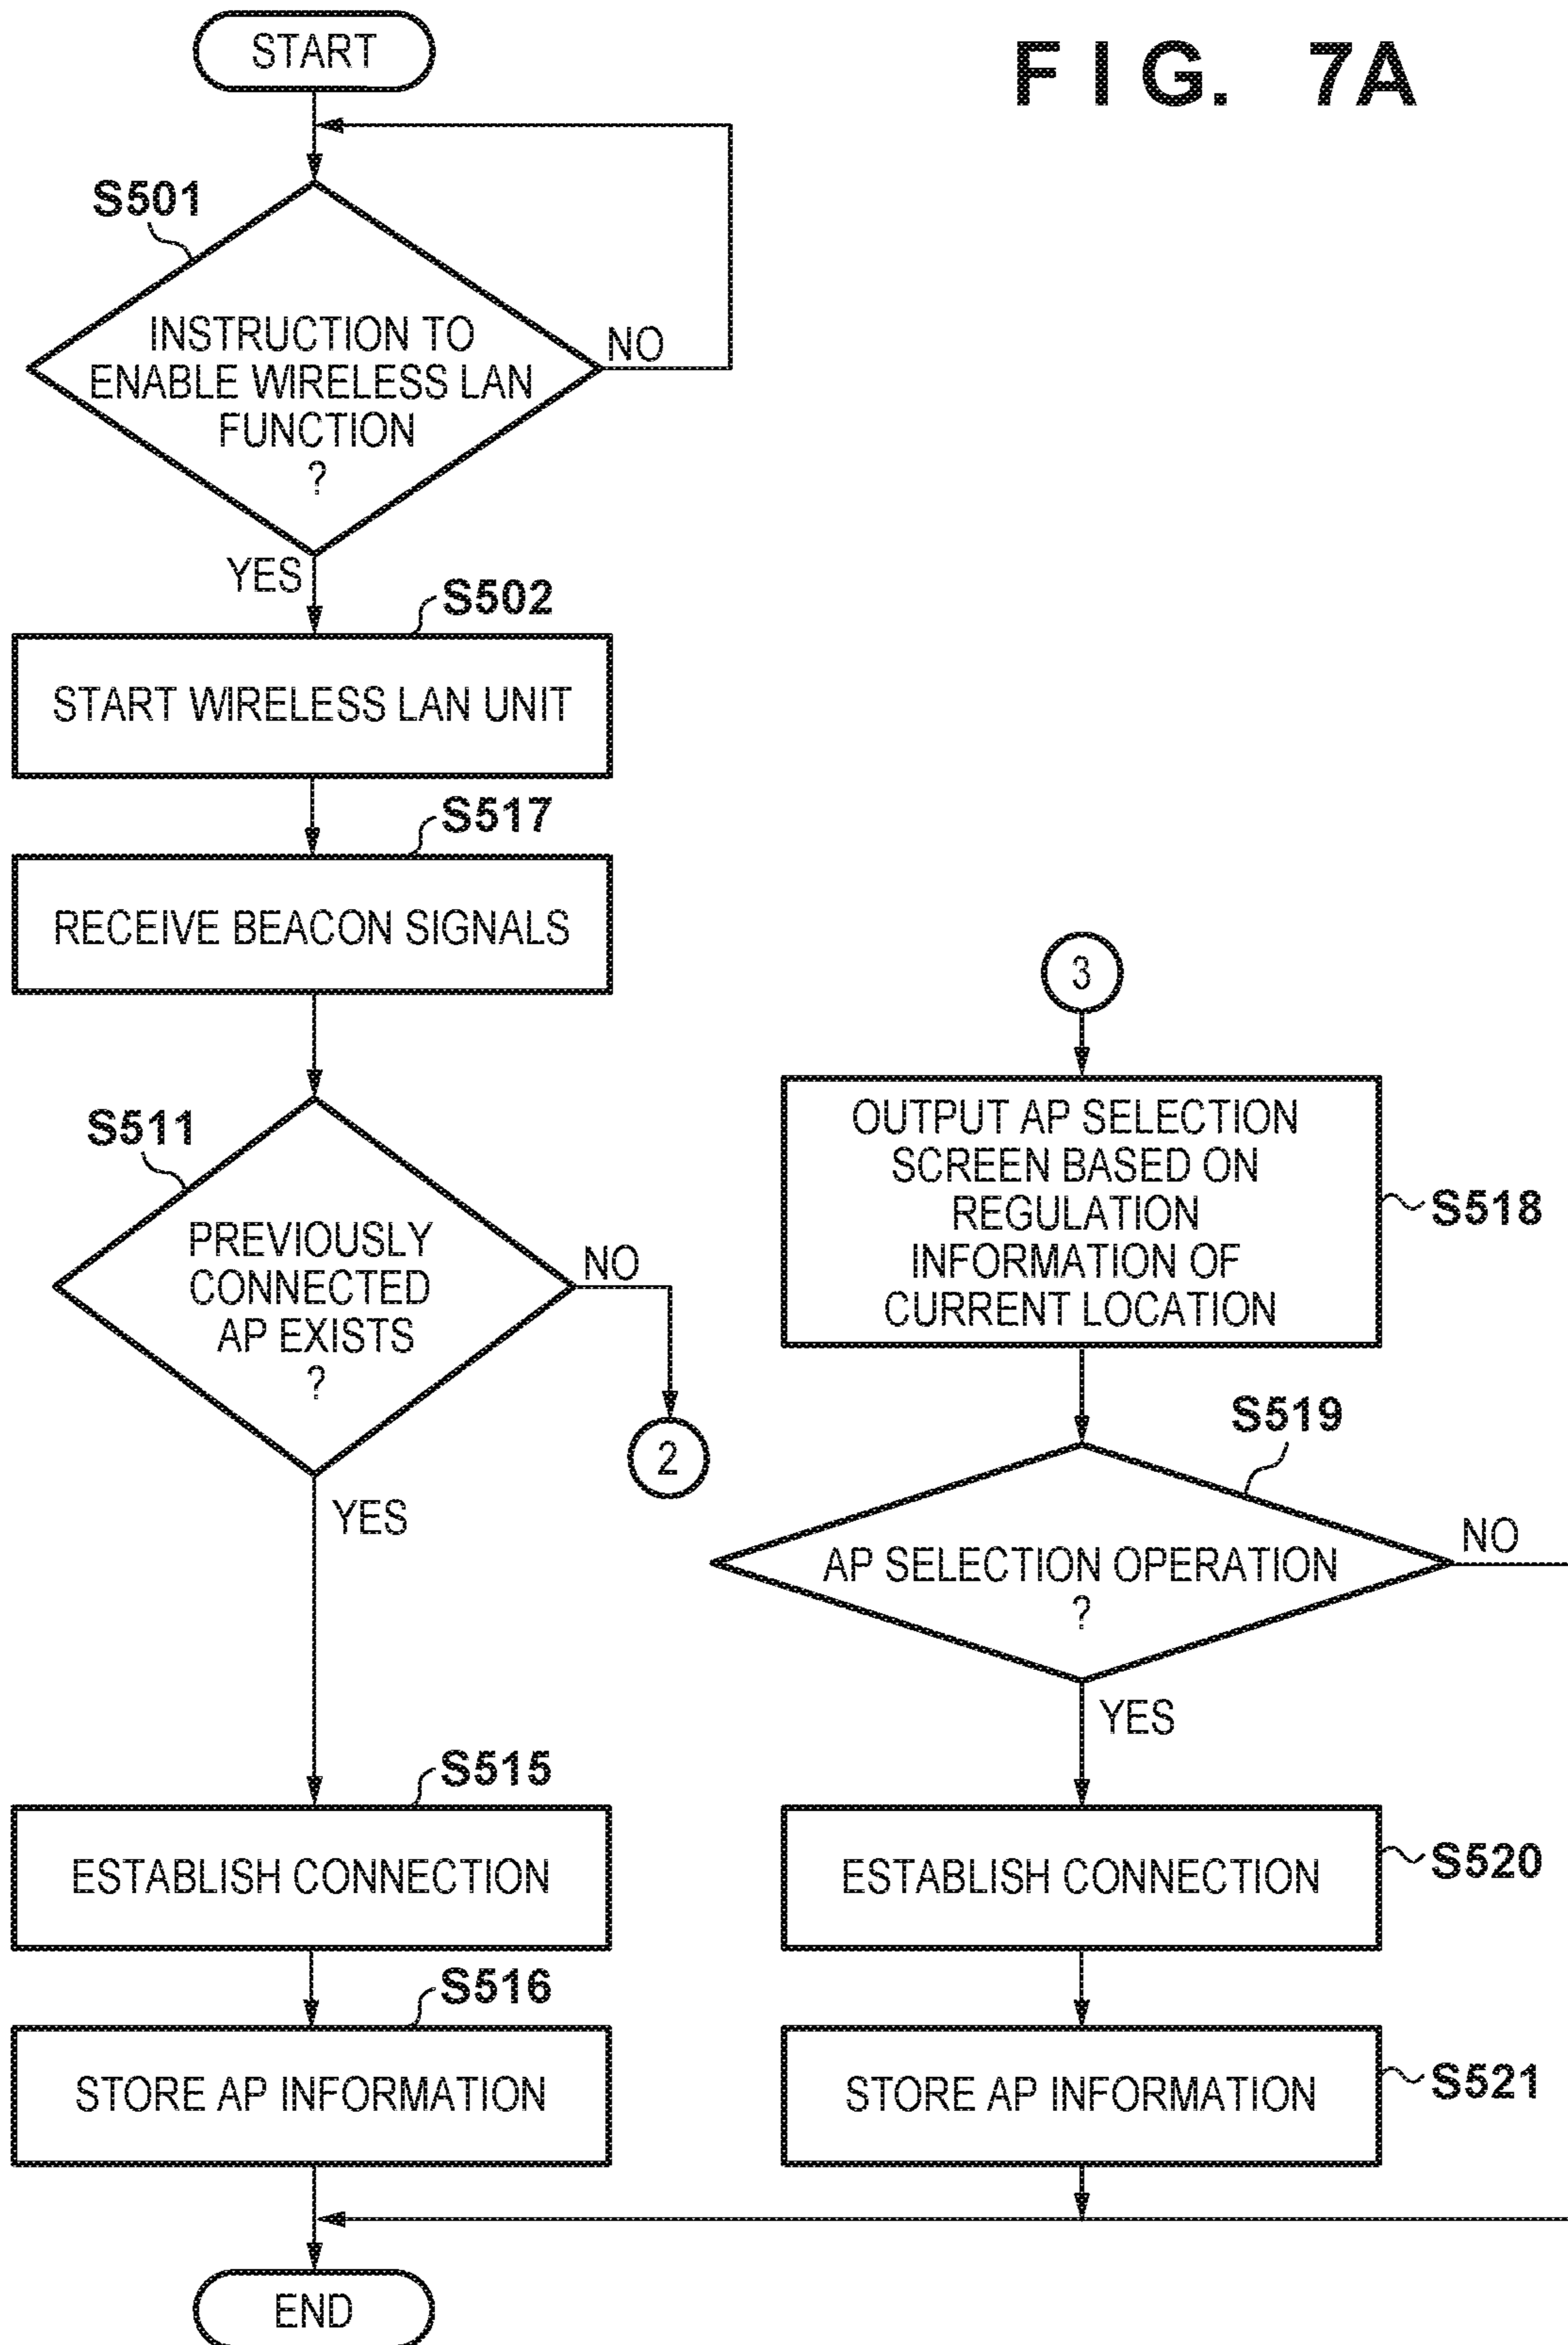 FIG. 7A
START
S501
INSTRUCTION TO
ENABLE WIRELESS LAN
FUNCTION
?
NO
YES
S502
START WIRELESS LAN UNIT
S517
RECEIVE BEACON SIGNALS
S511
PREVIOUSLY
CONNECTED
AP EXISTS
?
NO
2
YES
S515
ESTABLISH CONNECTION
S516
STORE AP INFORMATION
3
OUTPUT AP SELECTION
SCREEN BASED ON
REGULATION
INFORMATION OF
CURRENT LOCATION
S518
S519
AP SELECTION OPERATION
?
NO
YES
ESTABLISH CONNECTION
S520
STORE AP INFORMATION
S521
END